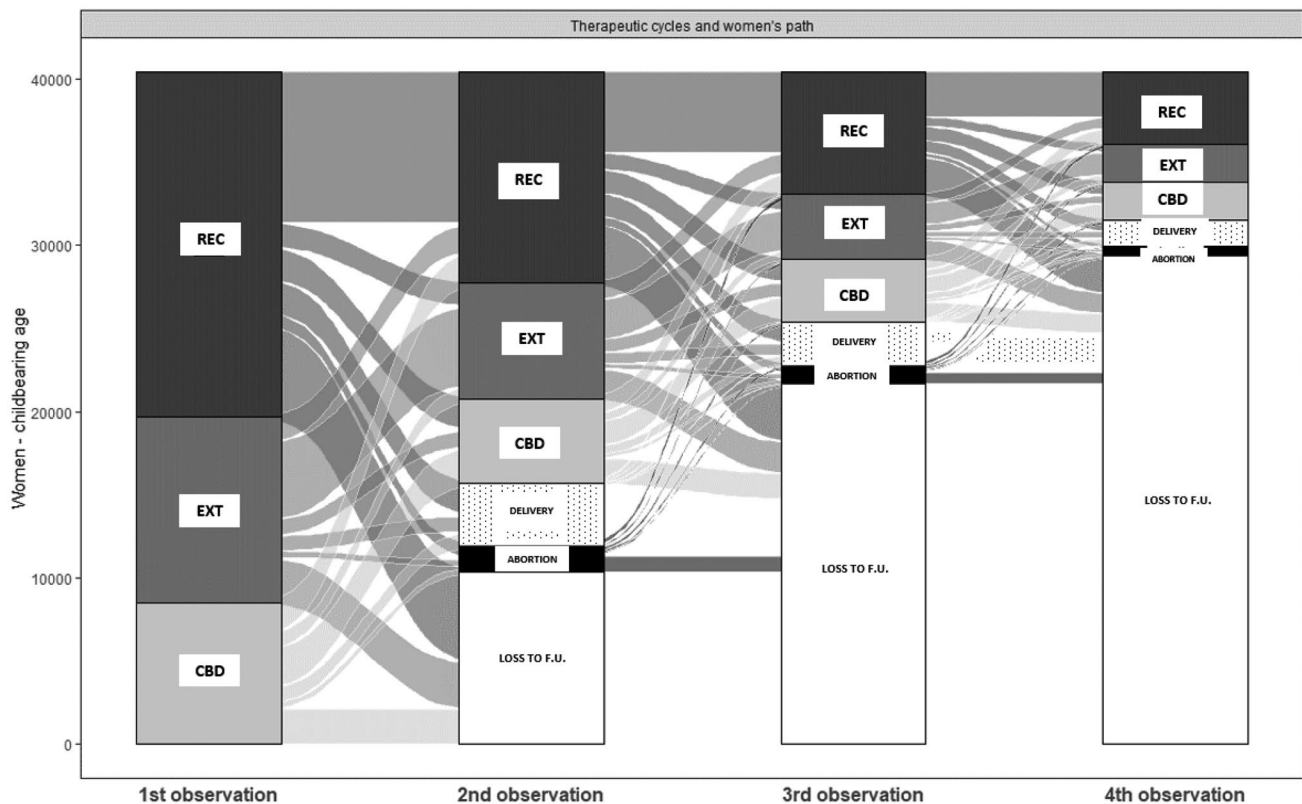 Therapeutic cycles and women's path
Women - childbearing age
40000
30000
20000
10000
0
REC
EXT
CBD
REC
EXT
CBD
DELIVERY
ABORTION
LOSS TO F.U.
REC
EXT
CBD
DELIVERY
ABORTION
LOSS TO F.U.
REC
EXT
CBD
DELIVERY
ABORTION
LOSS TO F.U.
1st observation
2nd observation
3rd observation
4th observation